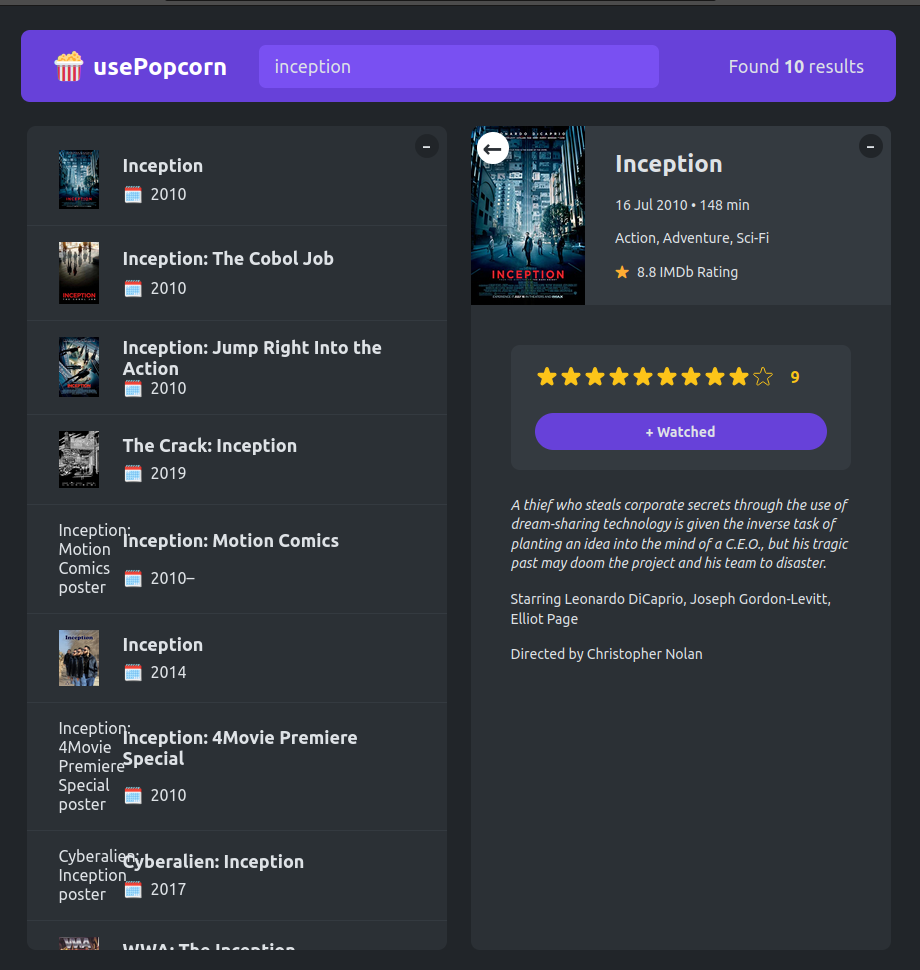 usePopcorn
inception
Found 10 results
Inception
2010
Inception: The Cobol Job
2010
Inception: Jump Right Into the
Action
2010
The Crack: Inception
2019
Inception:
Motion
Comics
poster
Inception: Motion Comics
2010–
Inception
2014
Inception:
4Movie
Premiere
Special
poster
Inception: 4Movie Premiere
Special
2010
Cyberalien:
Inception
poster
Cyberalien: Inception
2017
WWA: The Inception
INCEPTION
Inception
16 Jul 2010 • 148 min
Action, Adventure, Sci-Fi
8.8 IMDb Rating
9
+ Watched
A thief who steals corporate secrets through the use of
dream-sharing technology is given the inverse task of
planting an idea into the mind of a C.E.O., but his tragic
past may doom the project and his team to disaster.
Starring Leonardo DiCaprio, Joseph Gordon-Levitt,
Elliot Page
Directed by Christopher Nolan